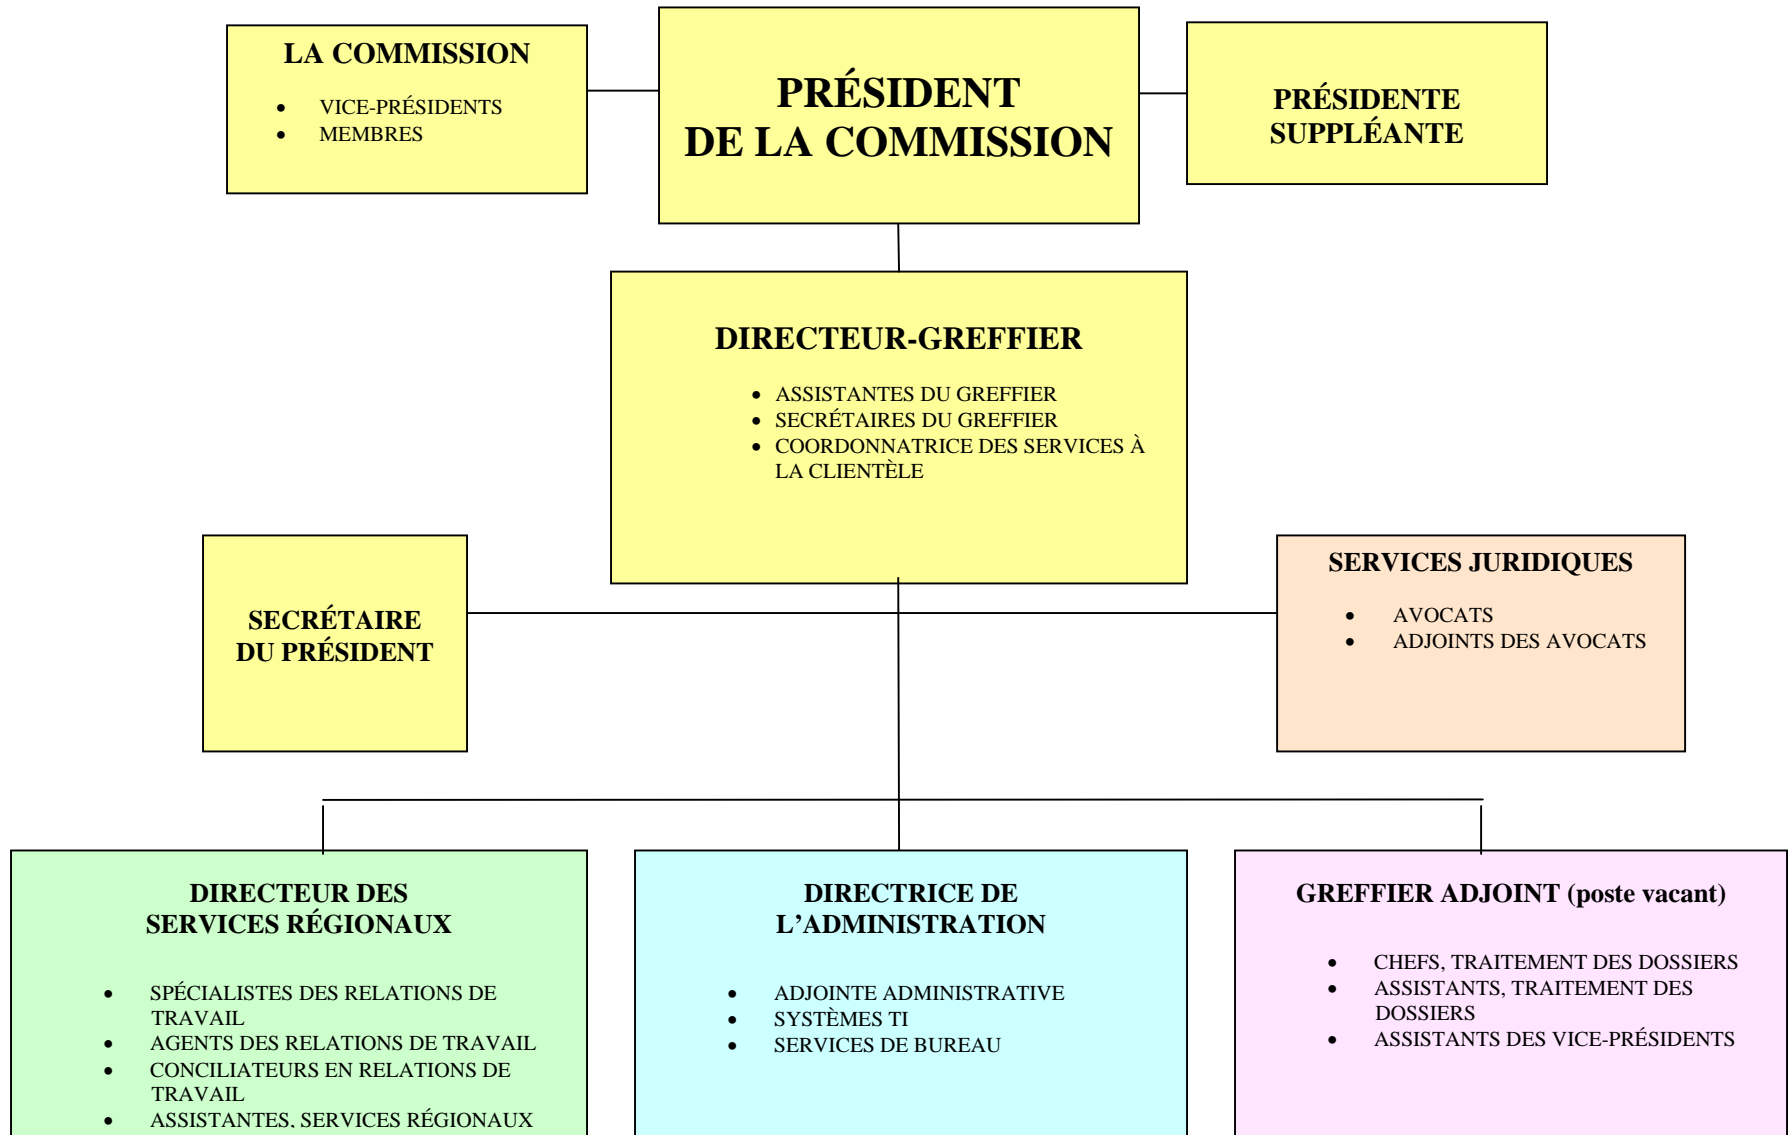 LA COMMISSION
• VICE-PRÉSIDENTS
• MEMBRES
PRÉSIDENT
DE LA COMMISSION
PRÉSIDENTE
SUPPLÉANTE
DIRECTEUR-GREFFIER
• ASSISTANTES DU GREFFIER
• SECRÉTAIRES DU GREFFIER
• COORDONNATRICE DES SERVICES À
LA CLIENTÈLE
SECRÉTAIRE
DU PRÉSIDENT
SERVICES JURIDIQUES
• AVOCATS
• ADJOINTS DES AVOCATS
DIRECTEUR DES
SERVICES RÉGIONAUX
• SPÉCIALISTES DES RELATIONS DE
TRAVAIL
• AGENTS DES RELATIONS DE TRAVAIL
• CONCILIATEURS EN RELATIONS DE
TRAVAIL
• ASSISTANTES, SERVICES RÉGIONAUX
DIRECTRICE DE
L’ADMINISTRATION
• ADJOINTE ADMINISTRATIVE
• SYSTÈMES TI
• SERVICES DE BUREAU
GREFFIER ADJOINT (poste vacant)
• CHEFS, TRAITEMENT DES DOSSIERS
• ASSISTANTS, TRAITEMENT DES
DOSSIERS
• ASSISTANTS DES VICE-PRÉSIDENTS